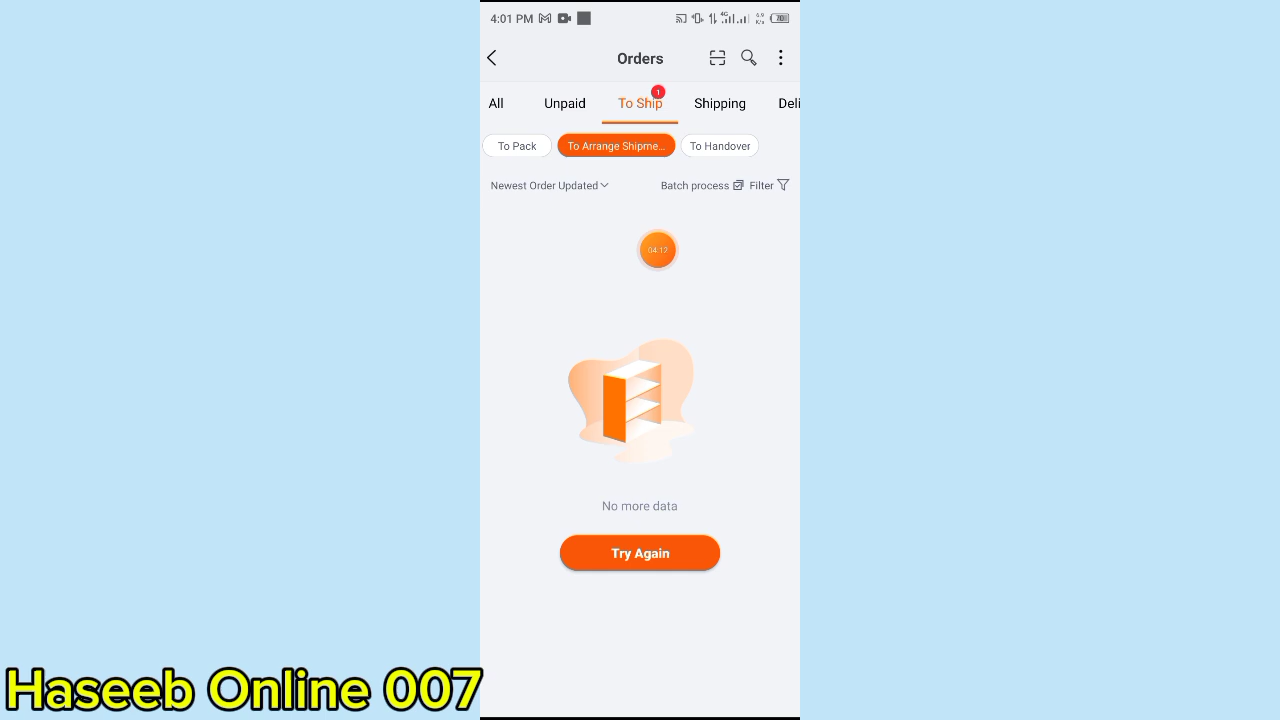 4:01 PM
4G
Orders
All Unpaid To Ship 1 Shipping Deli
To Pack To Arrange Shipme... To Handover
Newest Order Updated Batch process Filter
04:12
No more data
Try Again
Haseeb Online 007